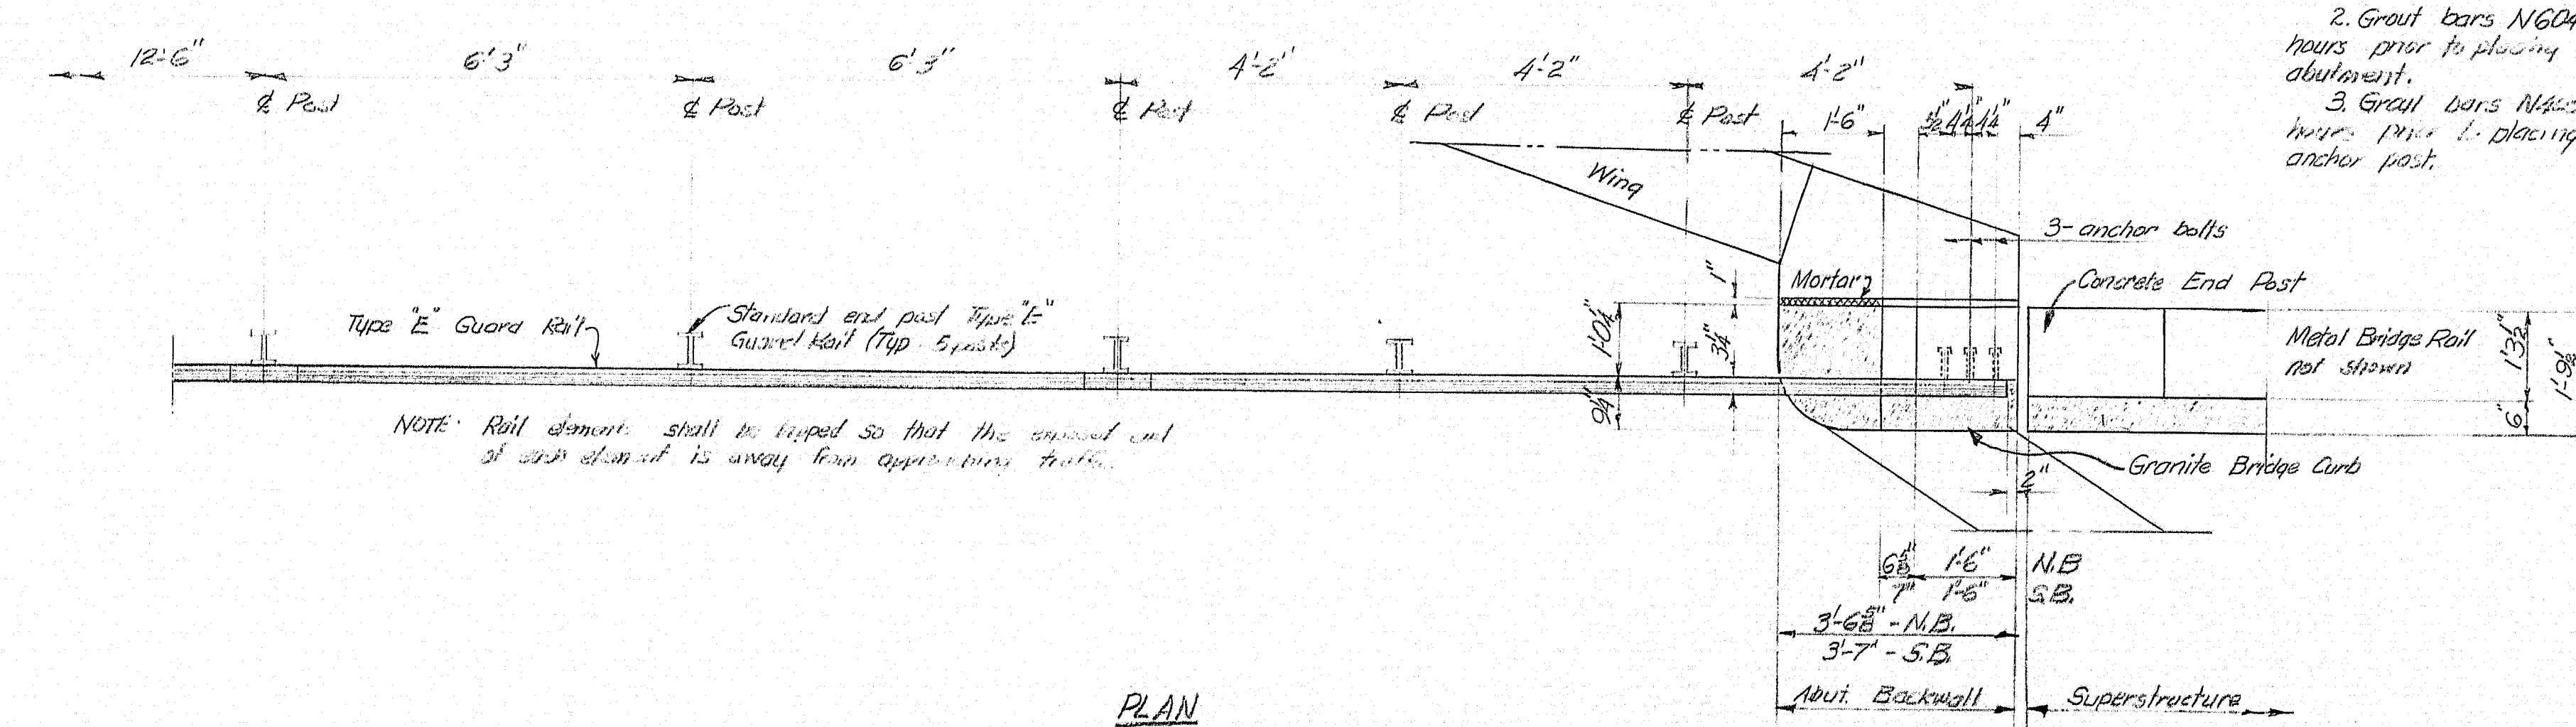 2. Grout bars N604
hours prior to placing
abutment.
3. Grout bars
hours prior to placing
anchor post.
12'-6" 6'-3" 6'-3" 4'-2" 4'-2" 4'-2"
℄ Post ℄ Post ℄ Post ℄ Post ℄ Post
1'-6" 4" 
Wing
3-anchor bolts
Mortar
1"
Concrete End Post
Type "E" Guard Rail
Standard end post Type "E"
Guard Rail (Typ. 5 posts)
1'-0¼"
3¼"
9¼"
Metal Bridge Rail
not shown
1'-3½"
1'-9½"
6"
NOTE: Rail elements shall be lapped so that the exposed end
of each element is away from approaching traffic.
Granite Bridge Curb
2"
6⅝" 1'-6" N.B.
7" 1'-6" S.B.
3'-6⅝" - N.B.
3'-7" - S.B.
Abut. Backwall Superstructure
PLAN